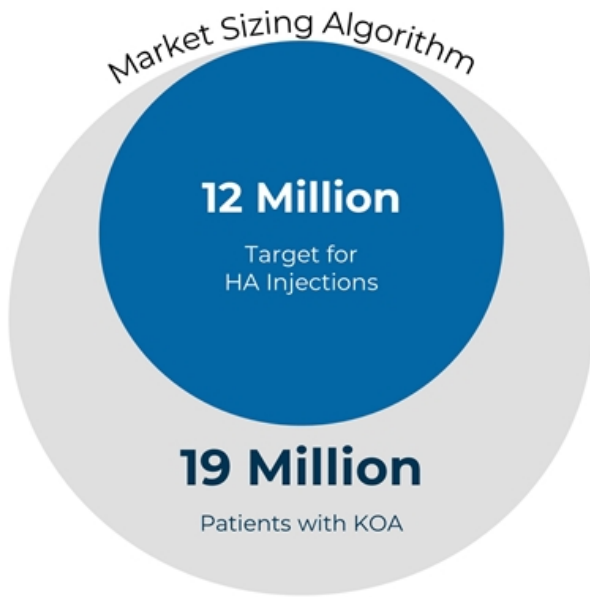 Market Sizing Algorithm
12 Million
Target for
HA Injections
19 Million
Patients with KOA